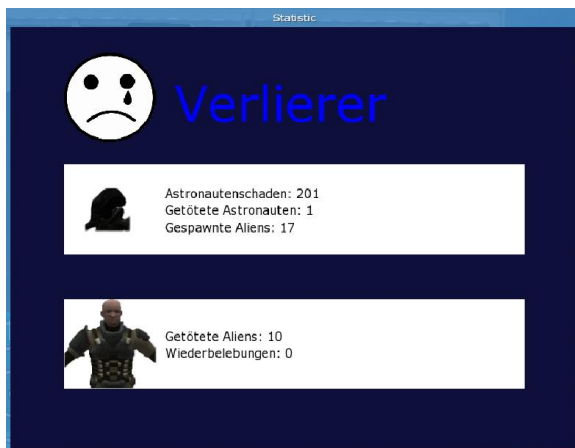 Statistic
Verlierer
Astronautenschaden: 201
Getötete Astronauten: 1
Gespawnte Aliens: 17
Getötete Aliens: 10
Wiederbelebungen: 0